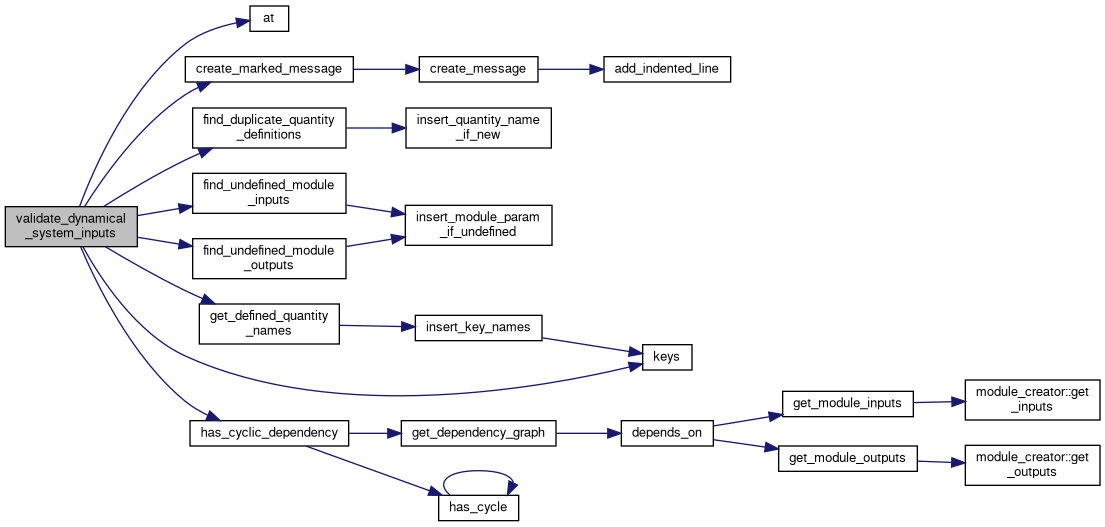 at
create_marked_message
create_message
add_indented_line
find_duplicate_quantity
_definitions
insert_quantity_name
_if_new
find_undefined_module
_inputs
insert_module_param
_if_undefined
validate_dynamical
_system_inputs
find_undefined_module
_outputs
get_defined_quantity
_names
insert_key_names
keys
get_module_inputs
module_creator::get
_inputs
has_cyclic_dependency
get_dependency_graph
depends_on
get_module_outputs
module_creator::get
_outputs
has_cycle